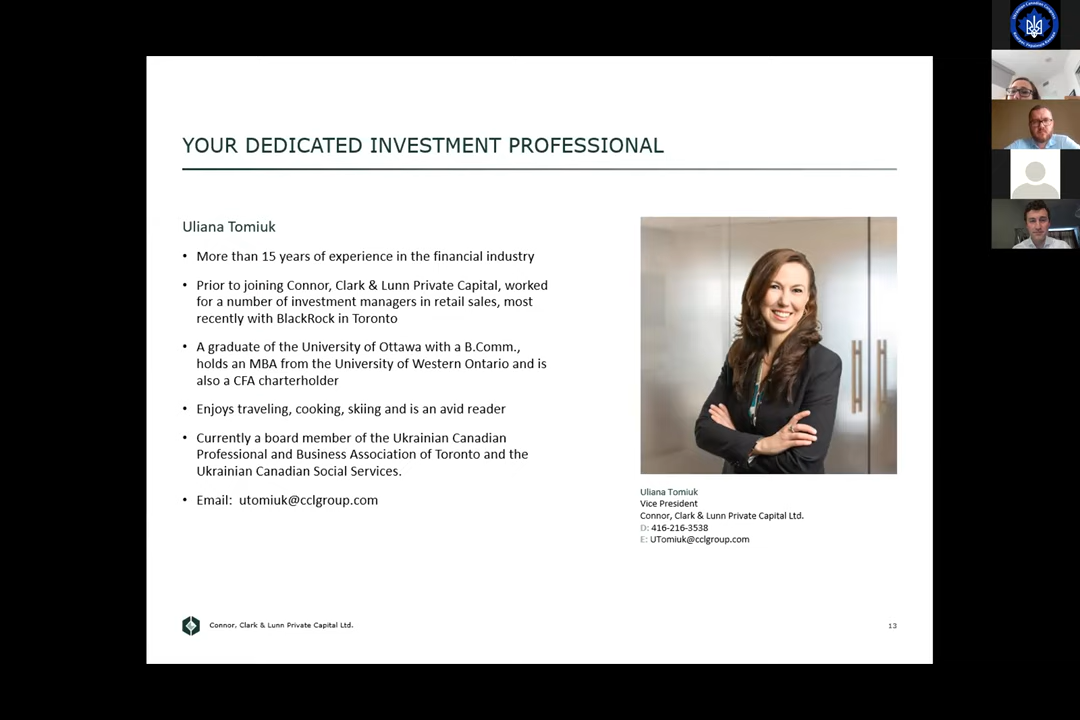 YOUR DEDICATED INVESTMENT PROFESSIONAL
Uliana Tomiuk
• More than 15 years of experience in the financial industry
• Prior to joining Connor, Clark & Lunn Private Capital, worked
for a number of investment managers in retail sales, most
recently with BlackRock in Toronto
• A graduate of the University of Ottawa with a B.Comm.,
holds an MBA from the University of Western Ontario and is
also a CFA charterholder
• Enjoys traveling, cooking, skiing and is an avid reader
• Currently a board member of the Ukrainian Canadian
Professional and Business Association of Toronto and the
Ukrainian Canadian Social Services.
• Email: utomiuk@cclgroup.com
Uliana Tomiuk
Vice President
Connor, Clark & Lunn Private Capital Ltd.
D: 416-216-3538
E: UTomiuk@cclgroup.com
Connor, Clark & Lunn Private Capital Ltd.
13